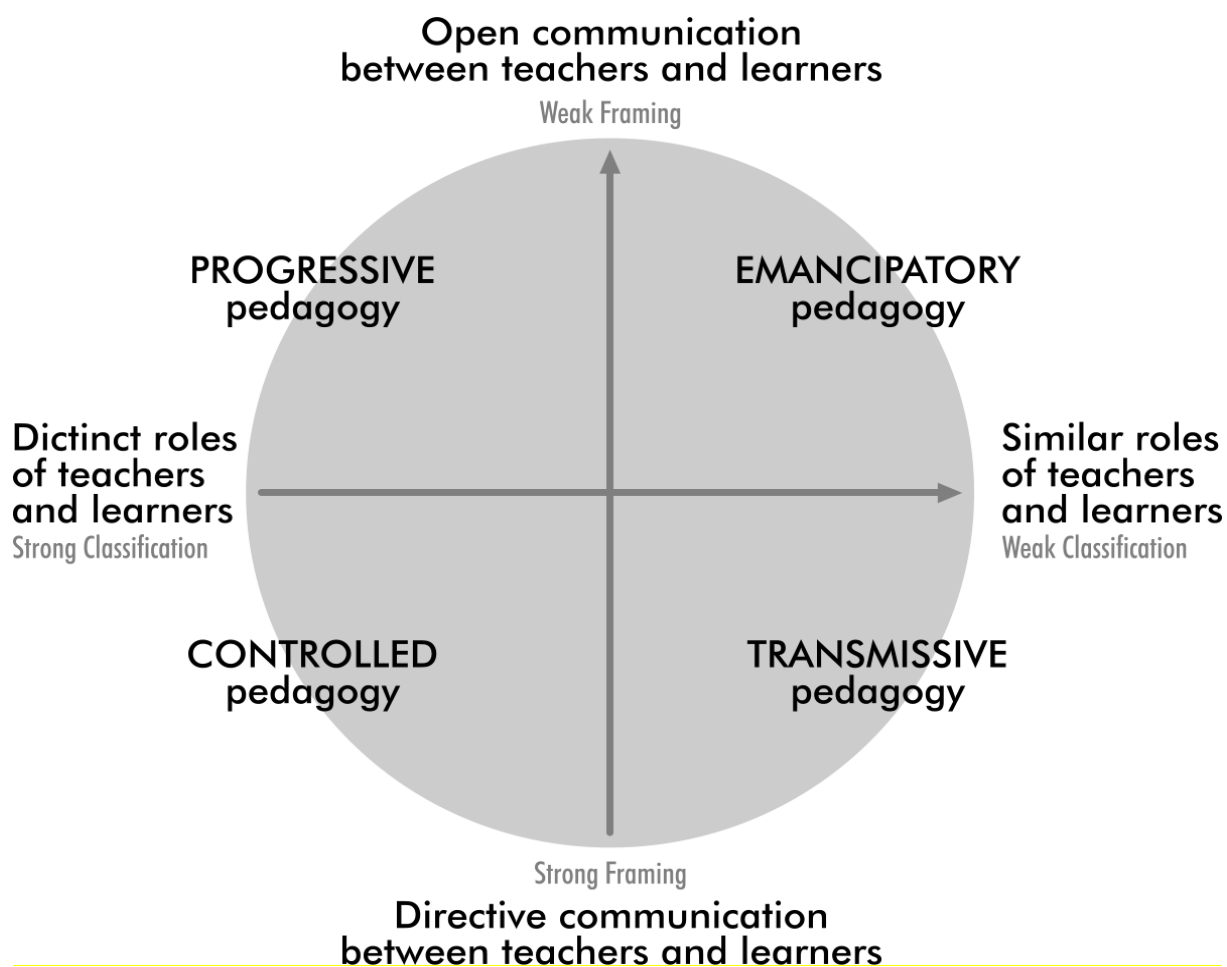 Open communication
between teachers and learners
Weak Framing
PROGRESSIVE
pedagogy
EMANCIPATORY
pedagogy
Dictinct roles
of teachers
and learners
Strong Classification
Similar roles
of teachers
and learners
Weak Classification
CONTROLLED
pedagogy
TRANSMISSIVE
pedagogy
Strong Framing
Directive communication
between teachers and learners